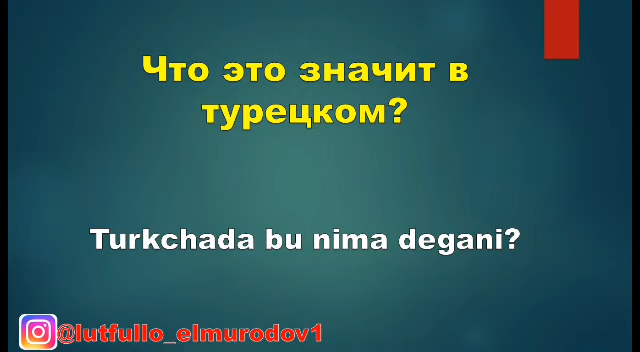 Что это значит в
турецком?
Turkchada bu nima degani?
@lutfullo_elmurodov1